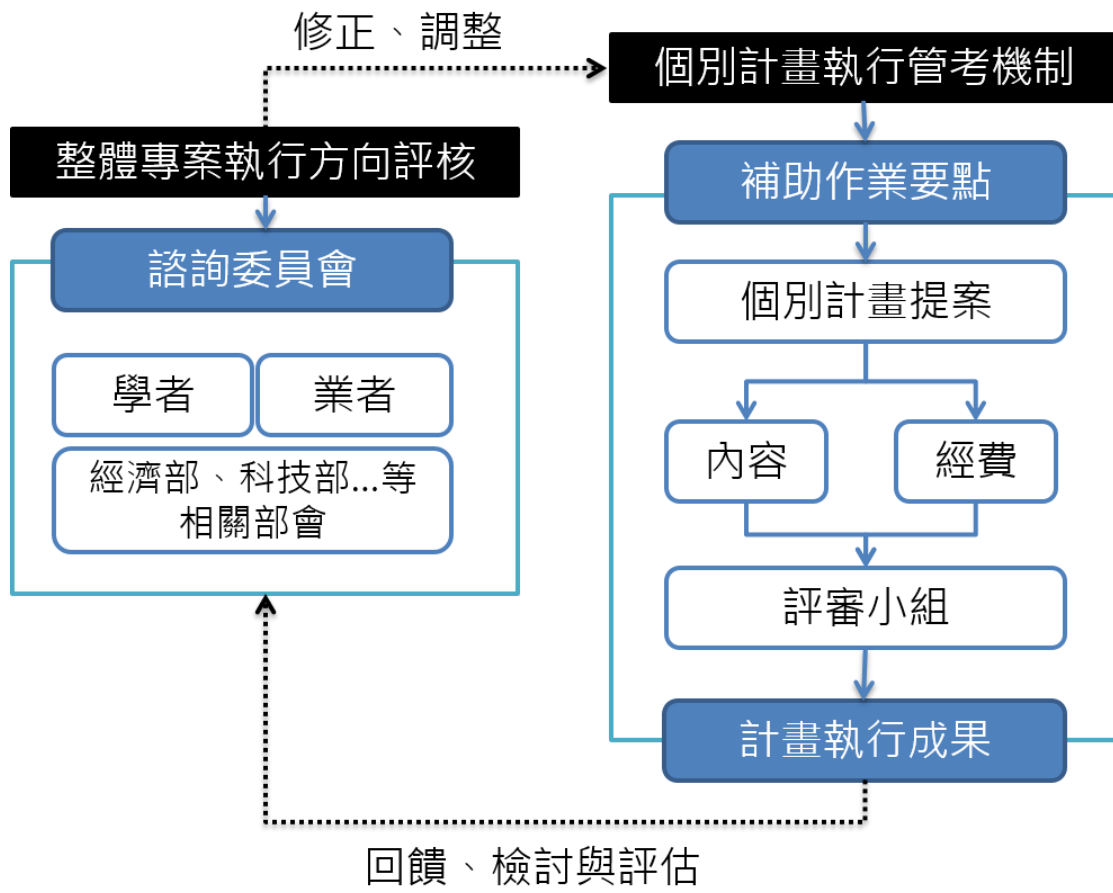 修正、調整
個別計畫執行管考機制
整體專案執行方向評核
補助作業要點
諮詢委員會
個別計畫提案
學者
業者
內容
經費
經濟部、科技部...等
相關部會
評審小組
計畫執行成果
回饋、檢討與評估